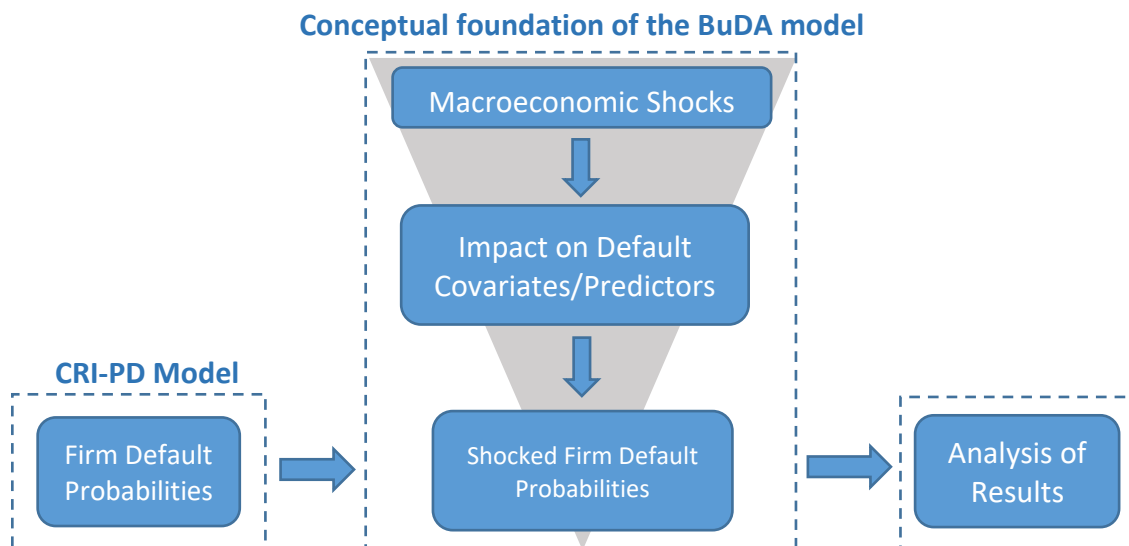 Conceptual foundation of the BuDA model
Macroeconomic Shocks
Impact on Default
Covariates/Predictors
CRI-PD Model
Firm Default
Probabilities
Shocked Firm Default
Probabilities
Analysis of
Results